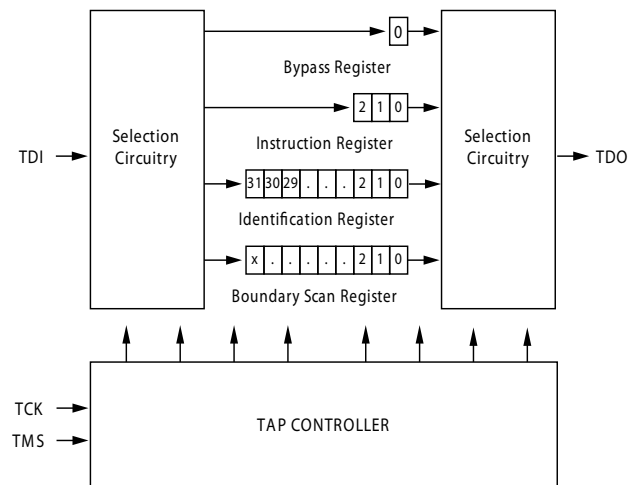 0
Bypass Register
2 1 0
Selection
Circuitry
Selection
Circuitry
Instruction Register
TDI
TDO
31 30 29 . . . 2 1 0
Identification Register
x . . . . . 2 1 0
Boundary Scan Register
TCK
TMS
TAP CONTROLLER